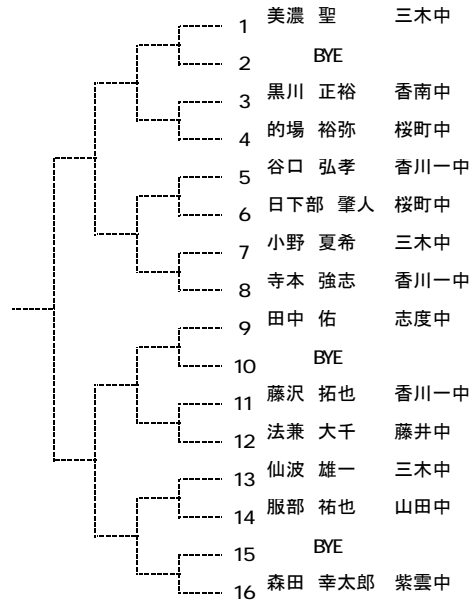 1 美濃 聖 三木中
2 BYE
3 黒川 正裕 香南中
4 的場 裕弥 桜町中
5 谷口 弘孝 香川一中
6 日下部 肇人 桜町中
7 小野 夏希 三木中
8 寺本 強志 香川一中
9 田中 佑 志度中
10 BYE
11 藤沢 拓也 香川一中
12 法兼 大千 藤井中
13 仙波 雄一 三木中
14 服部 祐也 山田中
15 BYE
16 森田 幸太郎 紫雲中